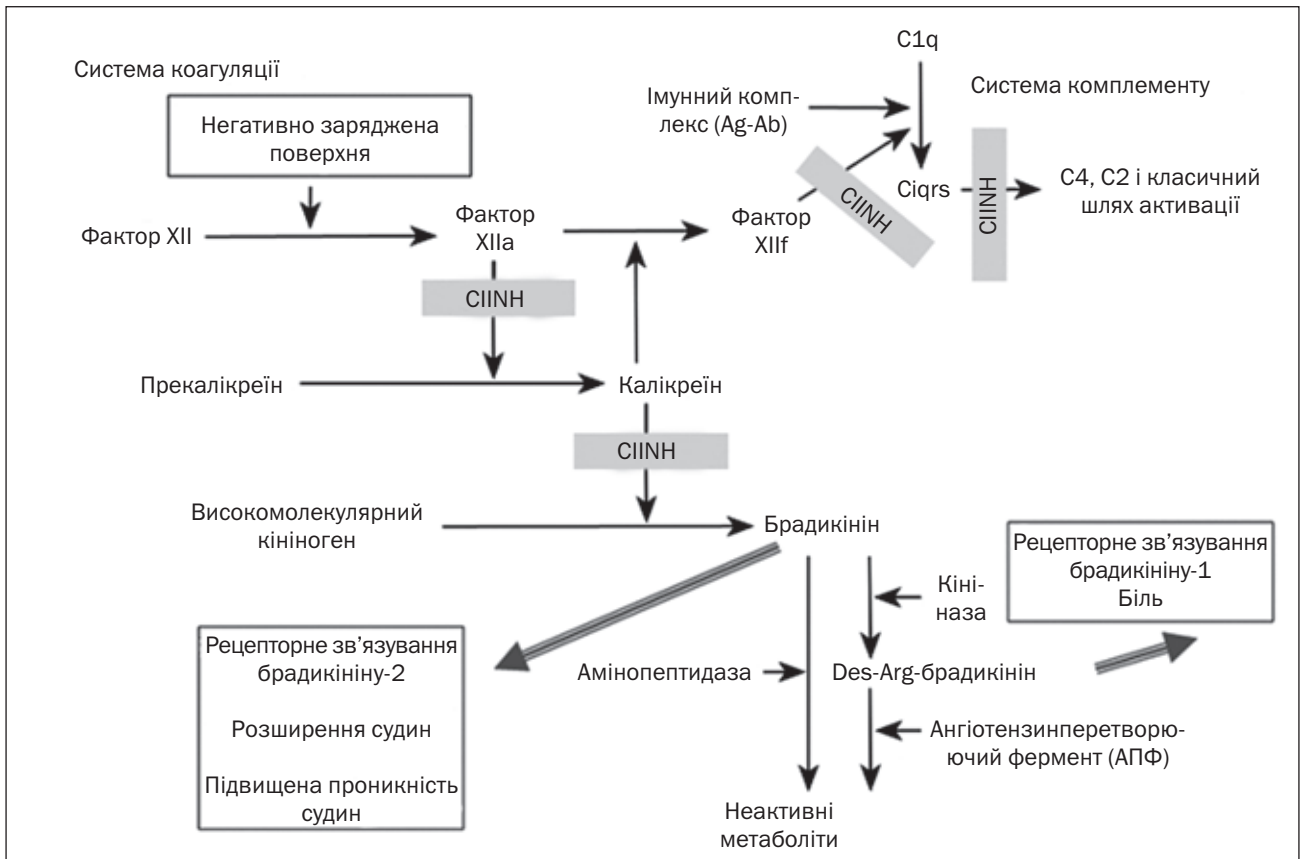 C1q
Система коагуляції
Система комплементу
Негативно заряджена
поверхня
Імунний комп-
лекс (Ag-Ab)
CIINH
Ciqrs
CIINH
C4, C2 і класичний
шлях активації
Фактор XII
Фактор
XIIa
Фактор
XIIf
CIINH
Прекалікреїн
Калікреїн
CIINH
Високомолекулярний
кініноген
Брадикінін
Рецепторне зв'язування
брадикініну-1
Біль
Кіні-
наза
Рецепторне зв'язування
брадикініну-2
Розширення судин
Підвищена проникність
судин
Амінопептидаза
Des-Arg-брадикінін
Ангіотензинперетворю-
ючий фермент (АПФ)
Неактивні
метаболіти